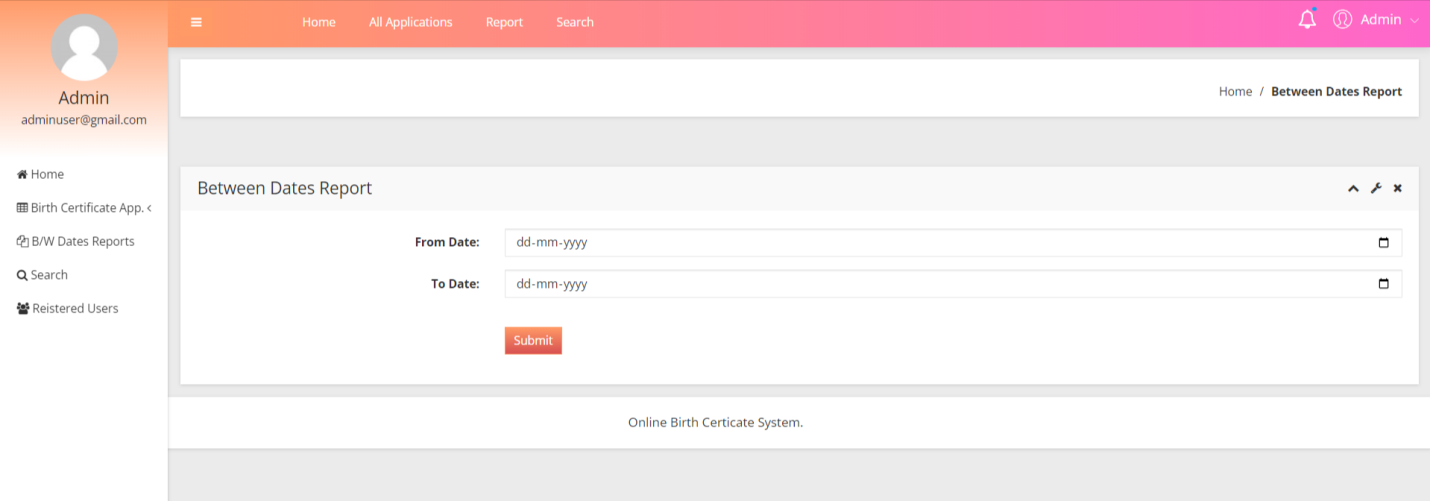 Home
All Applications
Report
Search
Admin
Admin
adminuser@gmail.com
Home
Birth Certificate App.
B/W Dates Reports
Search
Reistered Users
Home / Between Dates Report
Between Dates Report
From Date:
dd-mm-yyyy
To Date:
dd-mm-yyyy
Submit
Online Birth Certicate System.